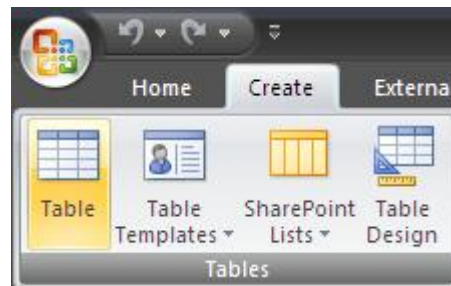 Home Create Externa
Table Table SharePoint Table
Templates Lists Design
Tables